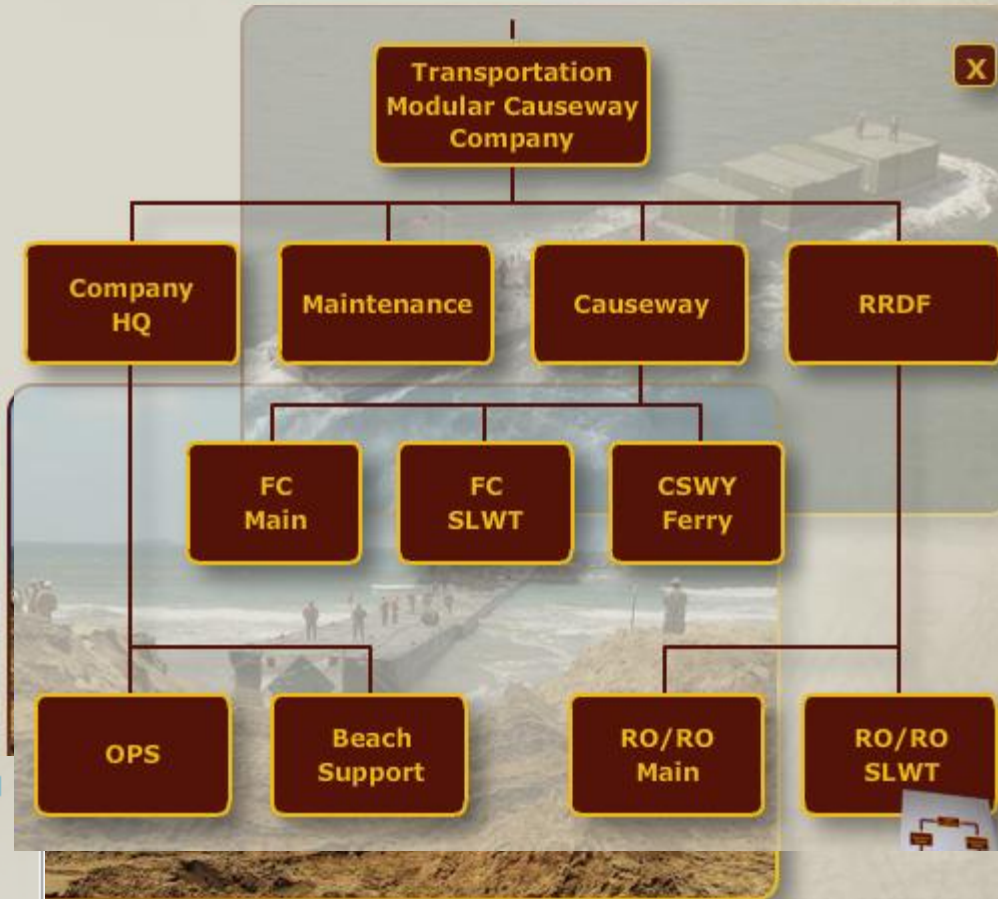 Transportation
Modular Causeway
Company
X
Company
HQ
Maintenance
Causeway
RRDF
FC
Main
FC
SLWT
CSWY
Ferry
OPS
Beach
Support
RO/RO
Main
RO/RO
SLWT